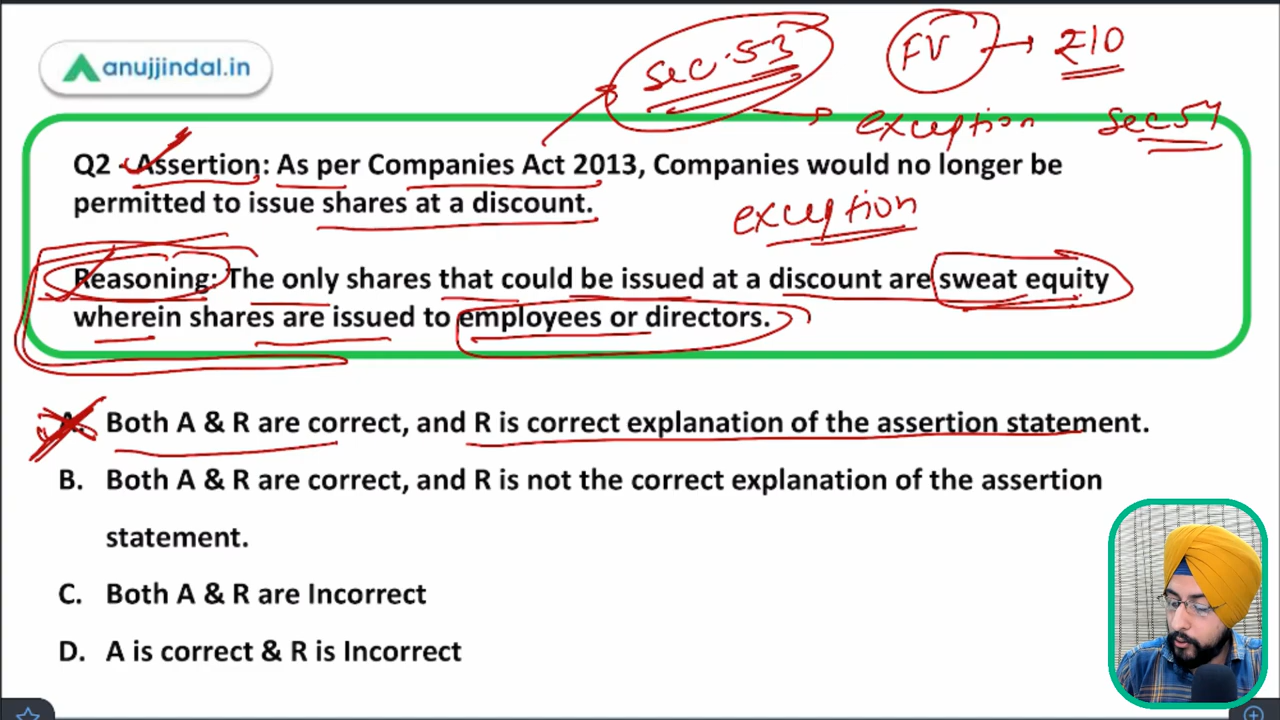 anujjindal.in
sec. 53
FV → ₹10
exception sec 54
Q2 - Assertion: As per Companies Act 2013, Companies would no longer be
permitted to issue shares at a discount.
exception
Reasoning: The only shares that could be issued at a discount are sweat equity
wherein shares are issued to employees or directors.
A. Both A & R are correct, and R is correct explanation of the assertion statement.
B. Both A & R are correct, and R is not the correct explanation of the assertion
statement.
C. Both A & R are Incorrect
D. A is correct & R is Incorrect